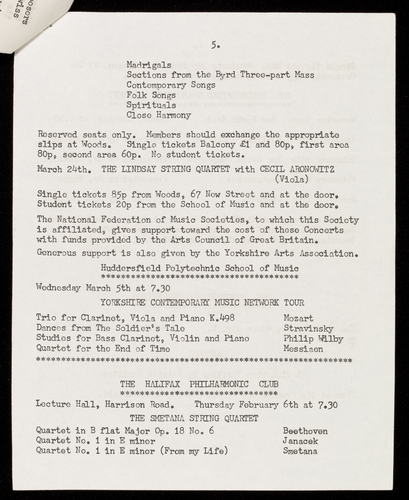 5.
Madrigals
Sections from the Byrd Three-part Mass
Contemporary Songs
Folk Songs
Spirituals
Close Harmony
Reserved seats only. Members should exchange the appropriate
slips at Woods. Single tickets Balcony £1 and 80p, first area
80p, second area 60p. No student tickets.
March 24th. THE LINDSAY STRING QUARTET with CECIL ARONOWITZ
(Viola)
Single tickets 85p from Woods, 67 New Street and at the door.
Student tickets 20p from the School of Music and at the door.
The National Federation of Music Societies, to which this Society
is affiliated, gives support toward the cost of these Concerts
with funds provided by the Arts Council of Great Britain.
Generous support is also given by the Yorkshire Arts Association.
Huddersfield Polytechnic School of Music
Wednesday March 5th at 7.30
YORKSHIRE CONTEMPORARY MUSIC NETWORK TOUR
Trio for Clarinet, Viola and Piano K.498 Mozart
Dances from The Soldier's Tale Stravinsky
Studies for Bass Clarinet, Violin and Piano Philip Wilby
Quartet for the End of Time Messiaen
THE HALIFAX PHILHARMONIC CLUB
Lecture Hall, Harrison Road. Thursday February 6th at 7.30
THE SMETANA STRING QUARTET
Quartet in B flat Major Op. 18 No. 6 Beethoven
Quartet No. 1 in E minor Janacek
Quartet No. 1 in E minor (From my Life) Smetana